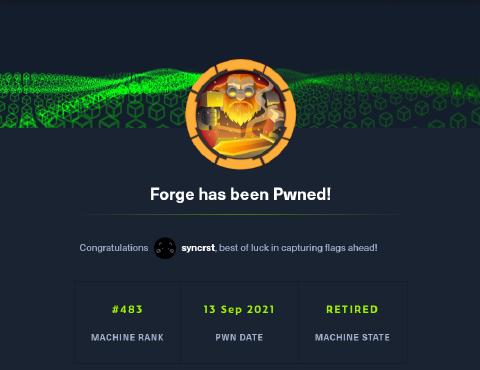 Forge has been Pwned!
Congratulations syncrst, best of luck in capturing flags ahead!
#483 13 Sep 2021 RETIRED
MACHINE RANK PWN DATE MACHINE STATE